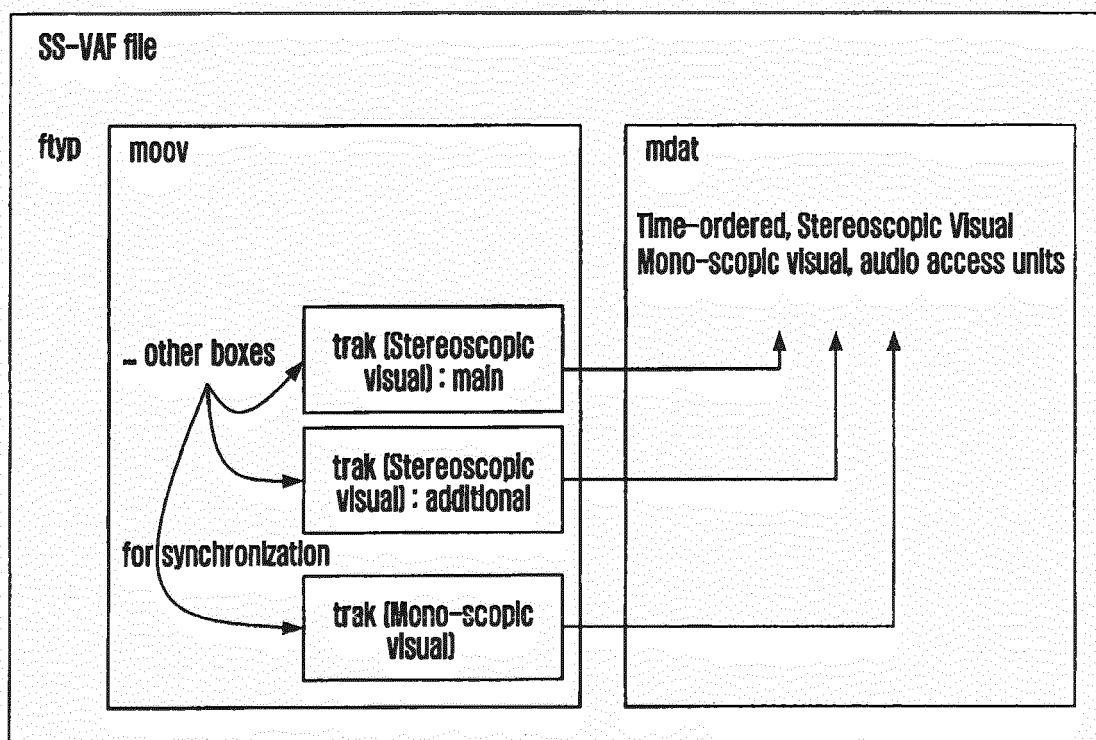 SS-VAF file
ftyp
moov
mdat
Time-ordered, Stereoscopic Visual
Mono-scopic visual, audio access units
... other boxes
trak (Stereoscopic
visual) : main
trak (Stereoscopic
visual) : additional
for synchronization
trak (Mono-scopic
visual)